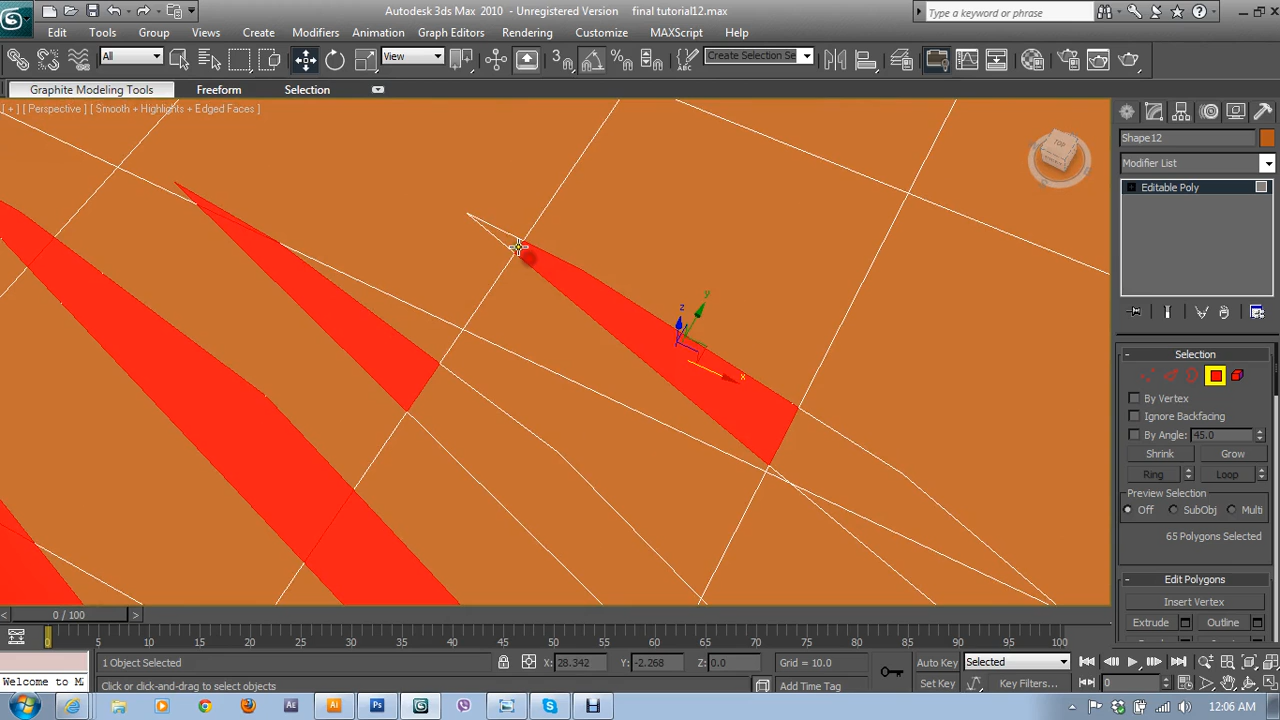 Autodesk 3ds Max 2010 - Unregistered Version final tutorial12.max
Type a keyword or phrase
Edit Tools Group Views Create Modifiers Animation Graph Editors Rendering Customize MAXScript Help
All View Create Selection Se
Graphite Modeling Tools Freeform Selection
[ + ] [ Perspective ] [ Smooth + Highlights + Edged Faces ]
TOP
z y x
Shape12
Modifier List
Editable Poly
- Selection
By Vertex
Ignore Backfacing
By Angle: 45.0
Shrink Grow
Ring Loop
Preview Selection
Off SubObj Multi
65 Polygons Selected
- Edit Polygons
Insert Vertex
Extrude Outline
< 0 / 100 >
0 5 10 15 20 25 30 35 40 45 50 55 60 65 70 75 80 85 90 95 100
1 Object Selected X: 28.342 Y: -2.268 Z: 0.0 Grid = 10.0 Auto Key Selected
Welcome to M Click or click-and-drag to select objects Add Time Tag Set Key Key Filters... 0
12:06 AM